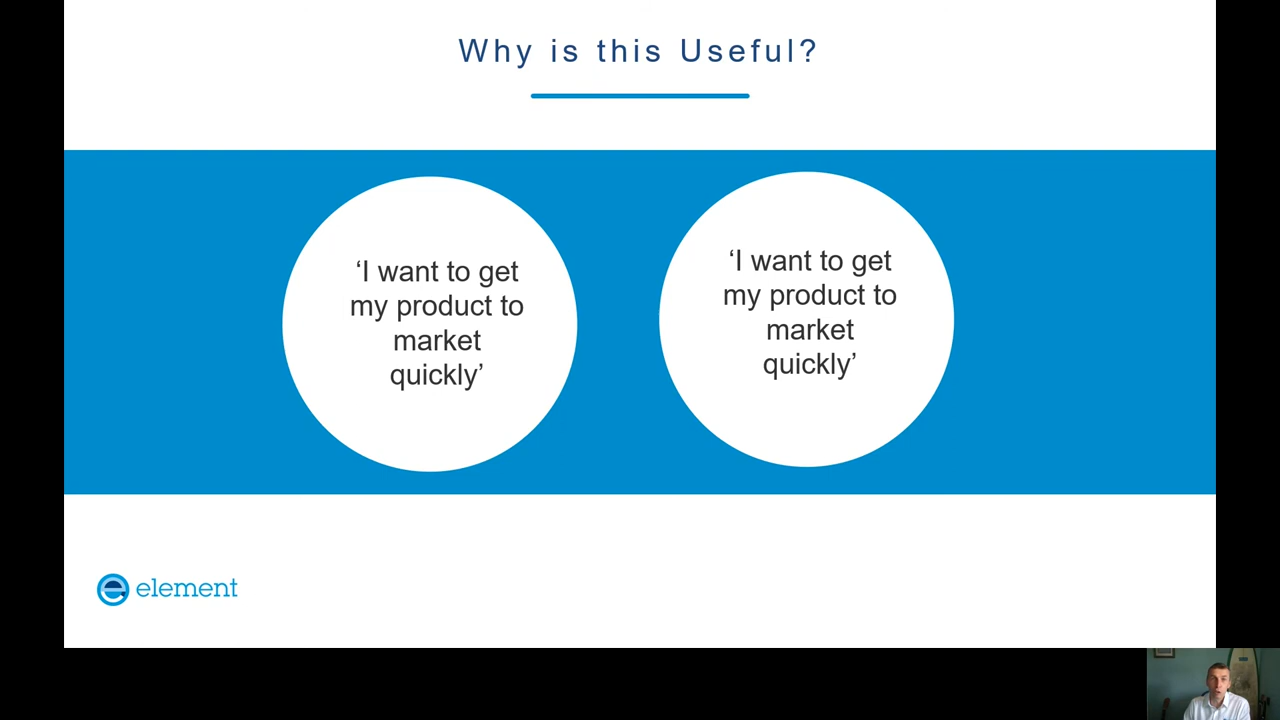 Why is this Useful?
‘I want to get
my product to
market
quickly’
‘I want to get
my product to
market
quickly’
element